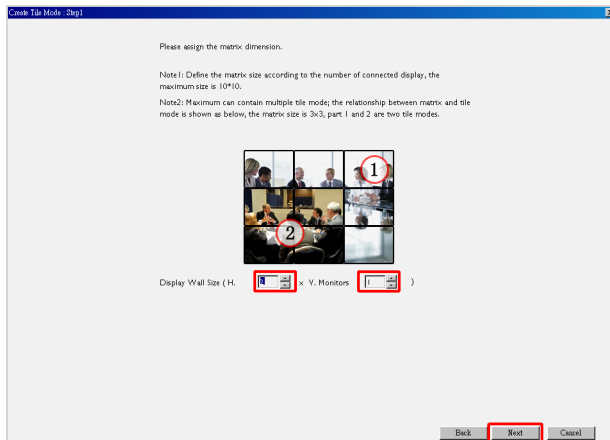 Create Tile Mode : Step1
Please assign the matrix dimension.
Note1: Define the matrix size according to the number of connected display, the
maximum size is 10*10.
Note2: Maximum can contain multiple tile mode; the relationship between matrix and tile
mode is shown as below, the matrix size is 3x3, part 1 and 2 are two tile modes.
1
2
Display Wall Size ( H. × V. Monitors 1 )
Back Next Cancel